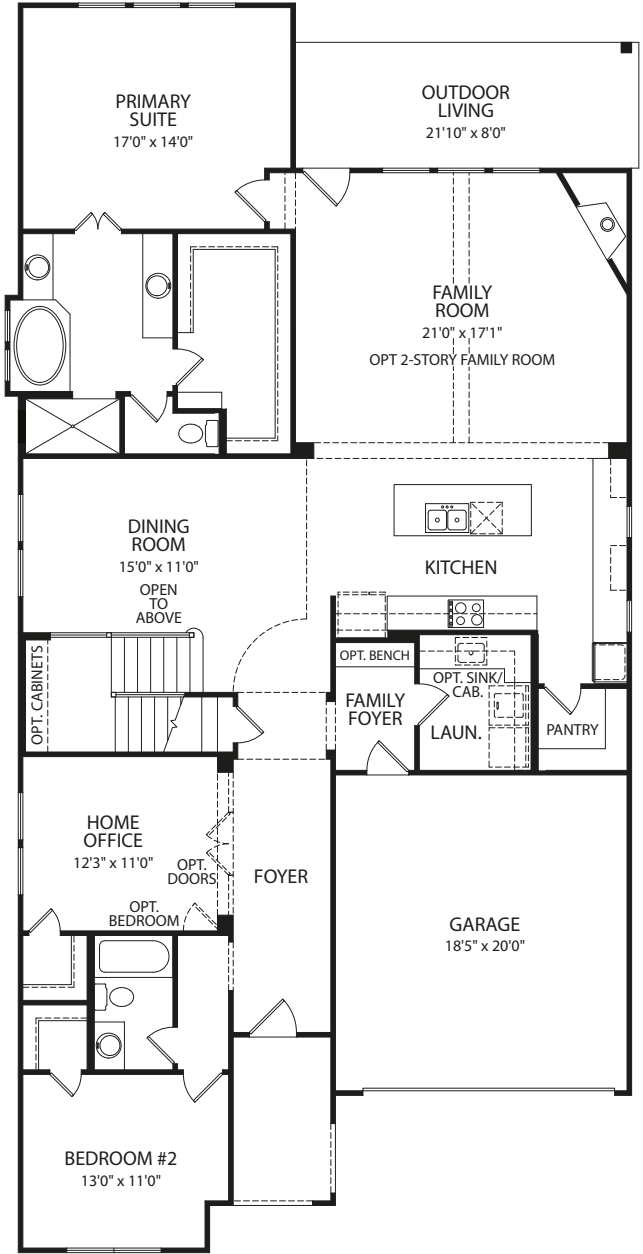 PRIMARY
SUITE
17'0" x 14'0"
OUTDOOR
LIVING
21'10" x 8'0"
FAMILY
ROOM
21'0" x 17'1"
OPT 2-STORY FAMILY ROOM
DINING
ROOM
15'0" x 11'0"
OPEN
TO
ABOVE
KITCHEN
OPT. CABINETS
OPT. BENCH
OPT. SINK/
CAB.
FAMILY
FOYER
LAUN.
PANTRY
HOME
OFFICE
12'3" x 11'0"
OPT.
DOORS
OPT.
BEDROOM
FOYER
GARAGE
18'5" x 20'0"
BEDROOM #2
13'0" x 11'0"